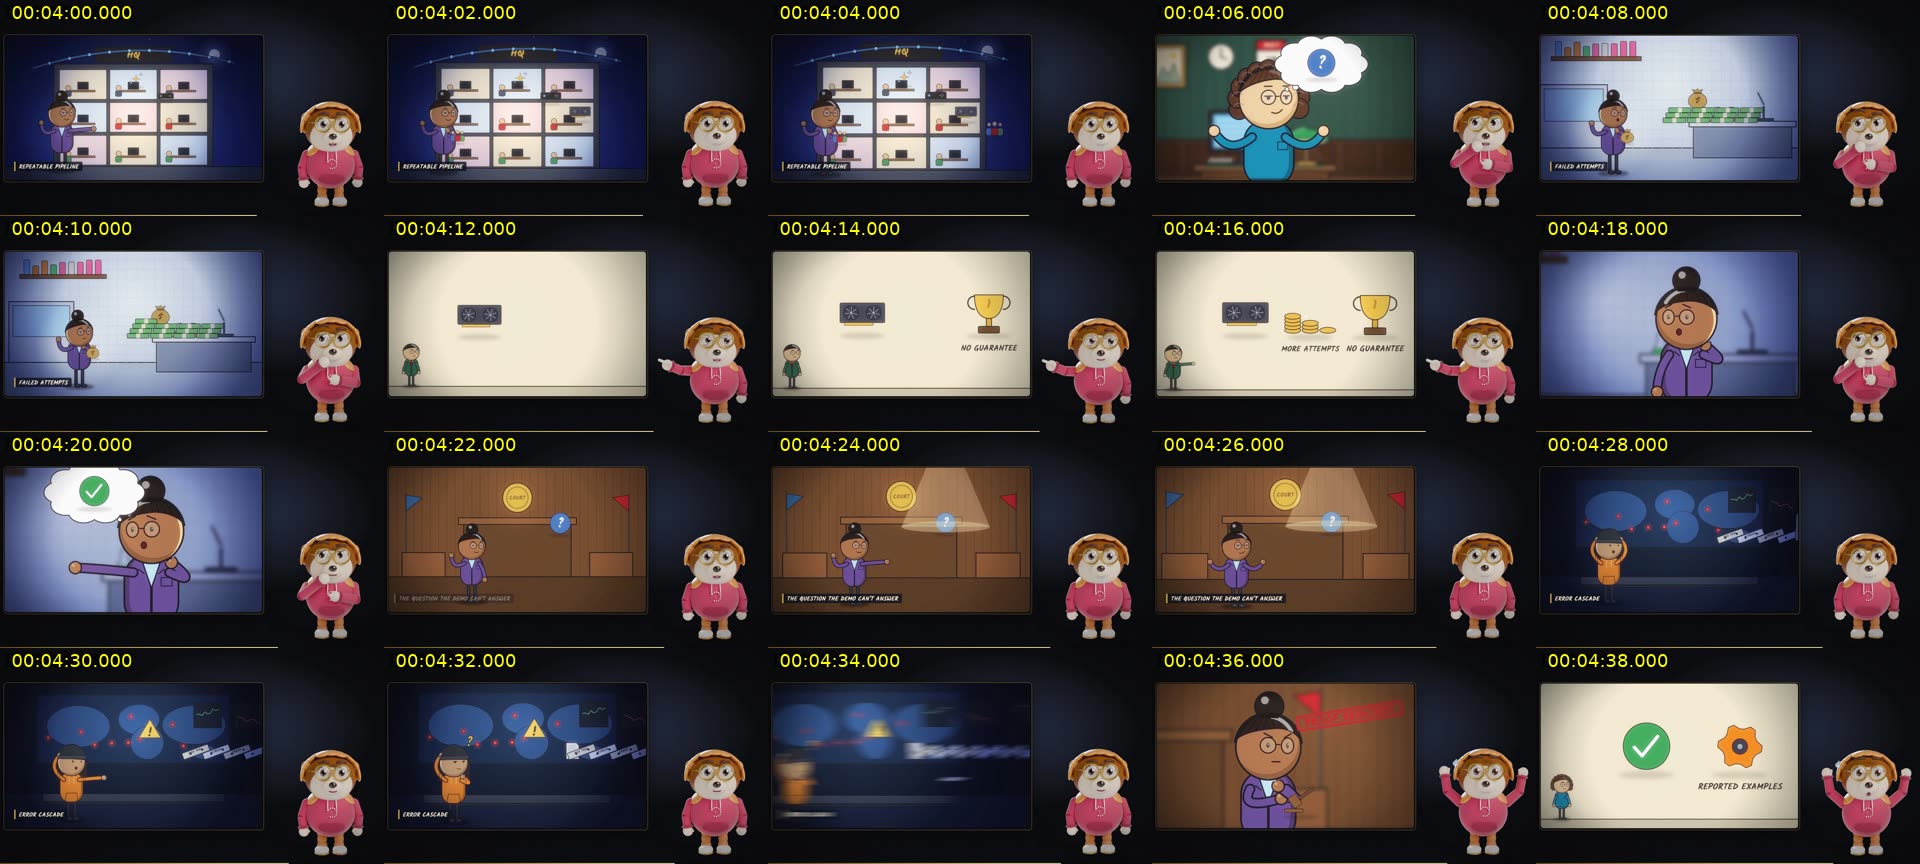 00:04:00.000
HQ
REPEATABLE PIPELINE
00:04:02.000
HQ
REPEATABLE PIPELINE
00:04:04.000
HQ
REPEATABLE PIPELINE
00:04:06.000
?
00:04:08.000
FAILED ATTEMPTS
00:04:10.000
FAILED ATTEMPTS
00:04:12.000
00:04:14.000
NO GUARANTEE
00:04:16.000
MORE ATTEMPTS NO GUARANTEE
00:04:18.000
00:04:20.000
00:04:22.000
COURT
?
THE QUESTION THE DEMO CAN'T ANSWER
00:04:24.000
COURT
?
THE QUESTION THE DEMO CAN'T ANSWER
00:04:26.000
COURT
?
THE QUESTION THE DEMO CAN'T ANSWER
00:04:28.000
ERROR CASCADE
00:04:30.000
!
ERROR CASCADE
00:04:32.000
!
?
ERROR CASCADE
00:04:34.000
00:04:36.000
00:04:38.000
REPORTED EXAMPLES